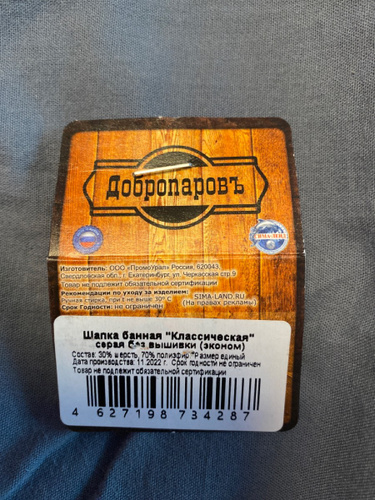 Добропаровъ
СИМА-ЛЕНД
Изготовитель: ООО «ПромоУрал» Россия, 620043,
Свердловская обл., г. Екатеринбург, ул. Черкасская стр.9
Товар не подлежит обязательной сертификации
Рекомендации по уходу за изделием:
Ручная стирка, при t не выше: 30° С
Срок Годности: не ограничен
SIMA-LAND.RU
(На правах рекламы)
Шапка банная "Классическая"
серая без вышивки (эконом)
Состав: 30% шерсть, 70% полиэфир Размер единый
Дата производства: 11.2022 г. Срок годности не ограничен
Товар не подлежит обязательной сертификации
4 627198 734287